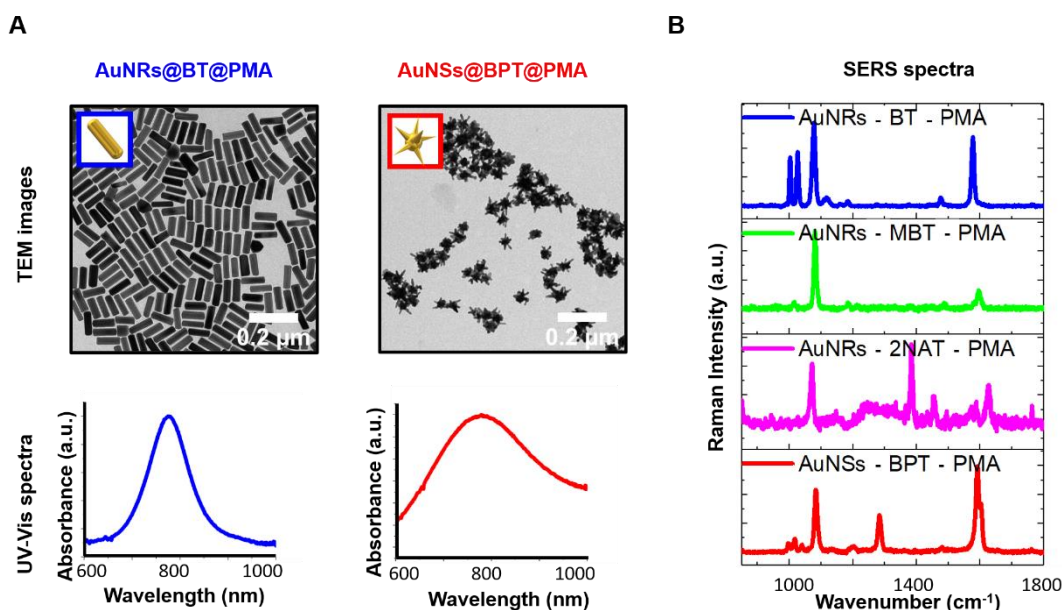 A
B
AuNRs@BT@PMA
AuNSs@BPT@PMA
SERS spectra
TEM images
0.2 µm
0.2 µm
UV-Vis spectra
Absorbance (a.u.)
600 800 1000
Wavelength (nm)
Absorbance (a.u.)
600 800 1000
Wavelength (nm)
Raman Intensity (a.u.)
AuNRs - BT - PMA
AuNRs - MBT - PMA
AuNRs - 2NAT - PMA
AuNSs - BPT - PMA
1000 1400 1800
Wavenumber (cm⁻¹)